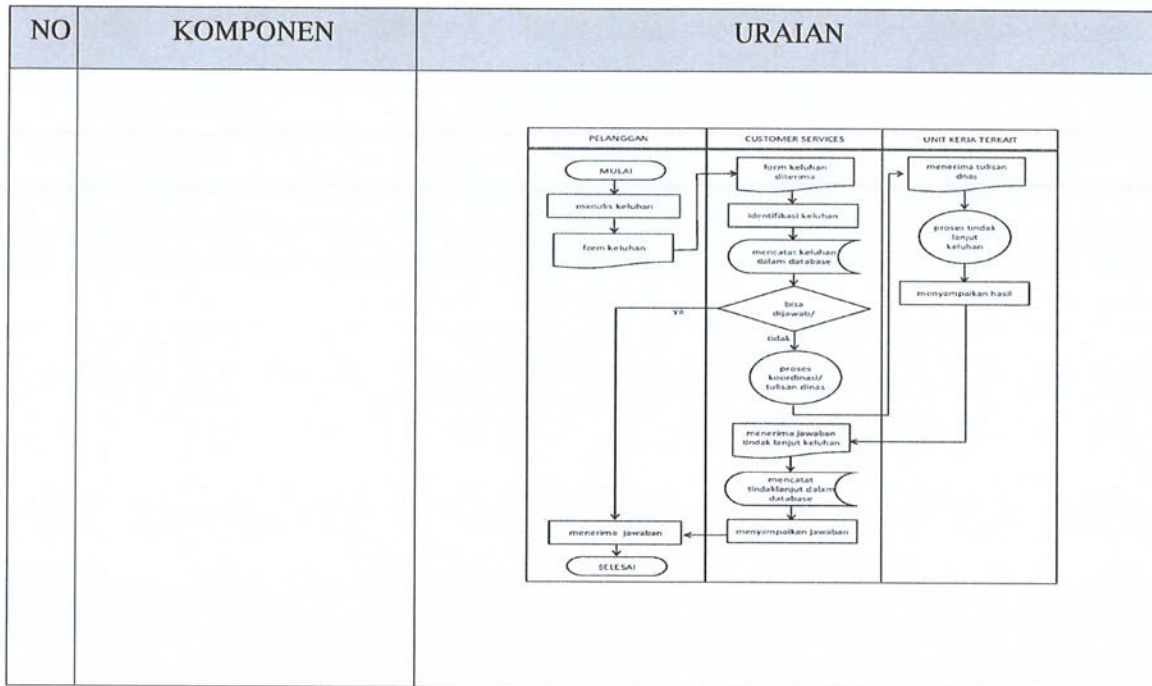 NO KOMPONEN URAIAN
PELANGGAN CUSTOMER SERVICES UNIT KERJA TERKAIT
MULAI
menulis keluhan
form keluhan
form keluhan
diterima
identifikasi keluhan
mencatat keluhan
dalam database
bisa
dijawab/
ya
tidak
proses
koordinasi/
tulisan dinas
menerima tulisan
dnas
proses tindak
lanjut
keluhan
menyampaikan hasil
menerima jawaban
tindak lanjut keluhan
mencatat
tindaklanjut dalam
database
menyampaikan jawaban
menerima jawaban
SELESAI